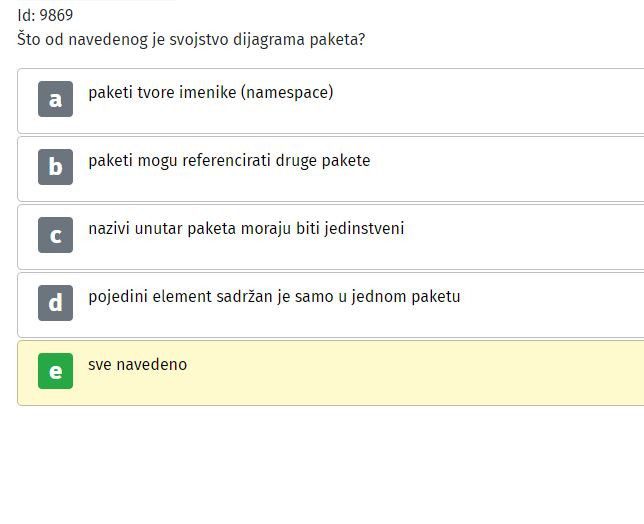 Id: 9869
Što od navedenog je svojstvo dijagrama paketa?
a paketi tvore imenike (namespace)
b paketi mogu referencirati druge pakete
c nazivi unutar paketa moraju biti jedinstveni
d pojedini element sadržan je samo u jednom paketu
e sve navedeno